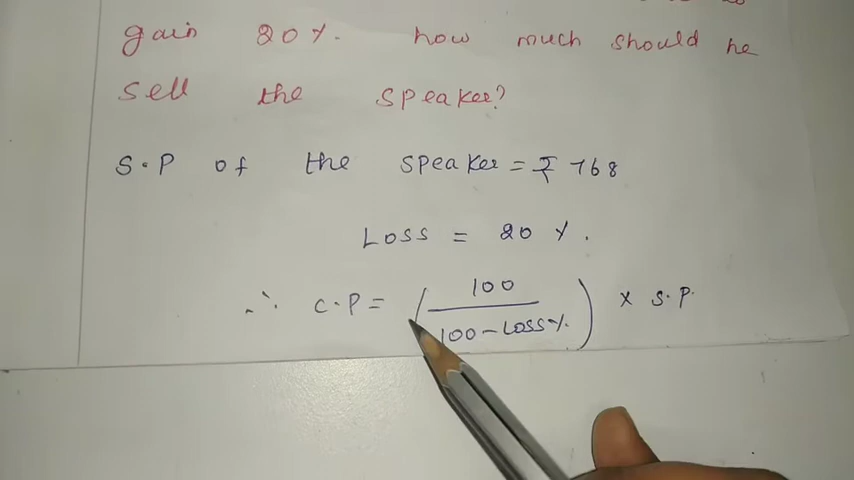 gain 20%. how much should he
sell the speaker?
S.P of the speaker = ₹ 768
Loss = 20%.
∴ C.P = (100 / 100 - Loss%) × S.P.